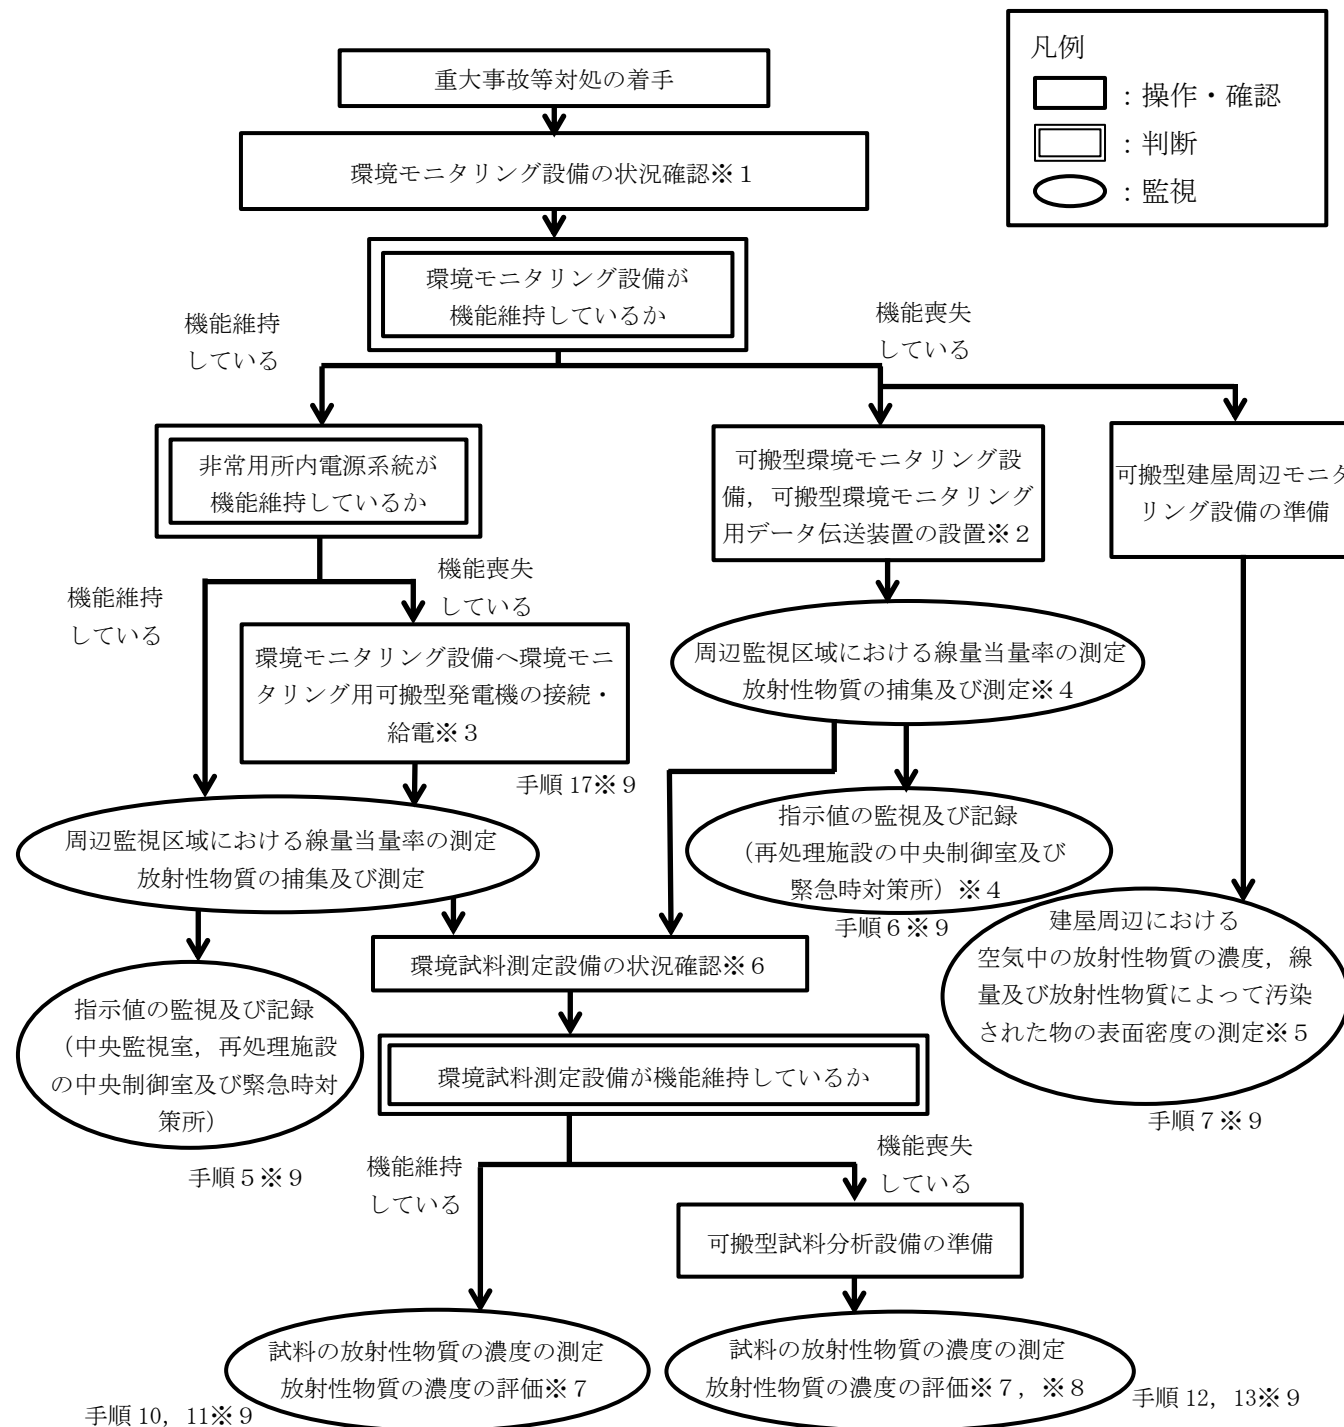 凡例
：操作・確認
：判断
：監視
重大事故等対処の着手
環境モニタリング設備の状況確認※１
環境モニタリング設備が
機能維持しているか
機能維持
している
機能喪失
している
非常用所内電源系統が
機能維持しているか
可搬型環境モニタリング設
備，可搬型環境モニタリング
用データ伝送装置の設置※２
可搬型建屋周辺モニタ
リング設備の準備
機能維持
している
機能喪失
している
環境モニタリング設備へ環境モニ
タリング用可搬型発電機の接続・
給電※３
手順 17※９
周辺監視区域における線量当量率の測定
放射性物質の捕集及び測定※４
周辺監視区域における線量当量率の測定
放射性物質の捕集及び測定
指示値の監視及び記録
（再処理施設の中央制御室及び
緊急時対策所）※４
手順６※９
建屋周辺における
空気中の放射性物質の濃度，線
量及び放射性物質によって汚染
された物の表面密度の測定※５
手順７※９
指示値の監視及び記録
（中央監視室，再処理施設
の中央制御室及び緊急時対
策所）
手順５※９
環境試料測定設備の状況確認※６
環境試料測定設備が機能維持しているか
機能維持
している
機能喪失
している
可搬型試料分析設備の準備
試料の放射性物質の濃度の測定
放射性物質の濃度の評価※７
手順 10，11※９
試料の放射性物質の濃度の測定
放射性物質の濃度の評価※７，※８
手順 12，13※９